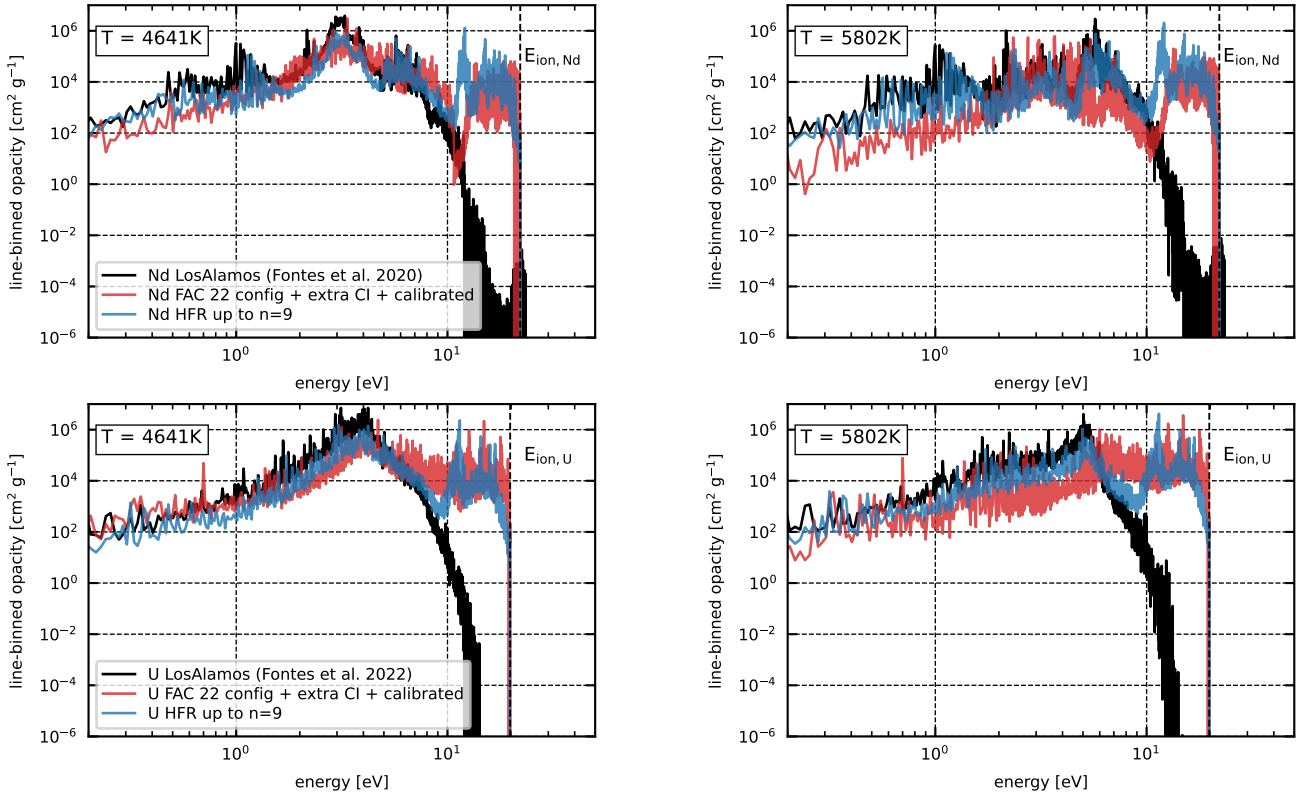 T = 4641K
E_ion, Nd
Nd LosAlamos (Fontes et al. 2020)
Nd FAC 22 config + extra CI + calibrated
Nd HFR up to n=9
line-binned opacity [cm² g⁻¹]
10⁶
10⁴
10²
10⁰
10⁻²
10⁻⁴
10⁻⁶
10⁰
10¹
energy [eV]
T = 5802K
E_ion, Nd
line-binned opacity [cm² g⁻¹]
10⁶
10⁴
10²
10⁰
10⁻²
10⁻⁴
10⁻⁶
10⁰
10¹
energy [eV]
T = 4641K
E_ion, U
U LosAlamos (Fontes et al. 2022)
U FAC 22 config + extra CI + calibrated
U HFR up to n=9
line-binned opacity [cm² g⁻¹]
10⁶
10⁴
10²
10⁰
10⁻²
10⁻⁴
10⁻⁶
10⁰
10¹
energy [eV]
T = 5802K
E_ion, U
line-binned opacity [cm² g⁻¹]
10⁶
10⁴
10²
10⁰
10⁻²
10⁻⁴
10⁻⁶
10⁰
10¹
energy [eV]